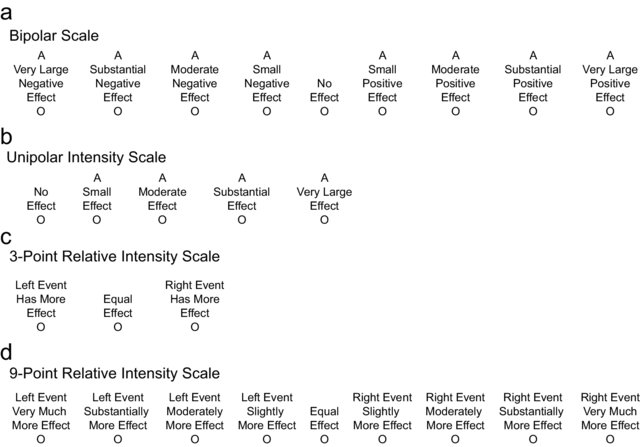 a
Bipolar Scale
A A A A A A A A
Very Large Substantial Moderate Small Small Moderate Substantial Very Large
Negative Negative Negative Negative No Positive Positive Positive Positive
Effect Effect Effect Effect Effect Effect Effect Effect Effect
O O O O O O O O O
b
Unipolar Intensity Scale
A A A A
No Small Moderate Substantial Very Large
Effect Effect Effect Effect Effect
O O O O O
c
3-Point Relative Intensity Scale
Left Event Right Event
Has More Equal Has More
Effect Effect Effect
O O O
d
9-Point Relative Intensity Scale
Left Event Left Event Left Event Left Event Right Event Right Event Right Event Right Event
Very Much Substantially Moderately Slightly Equal Slightly Moderately Substantially Very Much
More Effect More Effect More Effect More Effect Effect More Effect More Effect More Effect More Effect
O O O O O O O O O